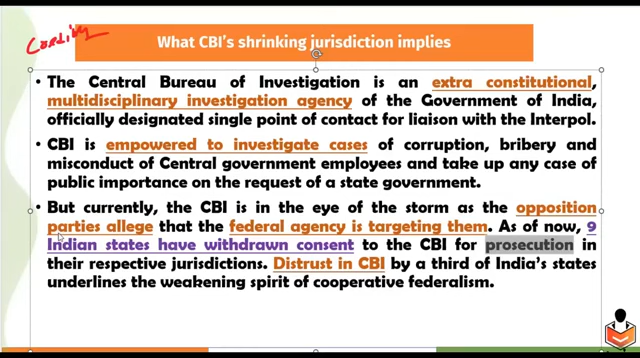 What CBI's shrinking jurisdiction implies
• The Central Bureau of Investigation is an extra constitutional,
multidisciplinary investigation agency of the Government of India,
officially designated single point of contact for liaison with the Interpol.
• CBI is empowered to investigate cases of corruption, bribery and
misconduct of Central government employees and take up any case of
public importance on the request of a state government.
• But currently, the CBI is in the eye of the storm as the opposition
parties allege that the federal agency is targeting them. As of now, 9
Indian states have withdrawn consent to the CBI for prosecution in
their respective jurisdictions. Distrust in CBI by a third of India's states
underlines the weakening spirit of cooperative federalism.